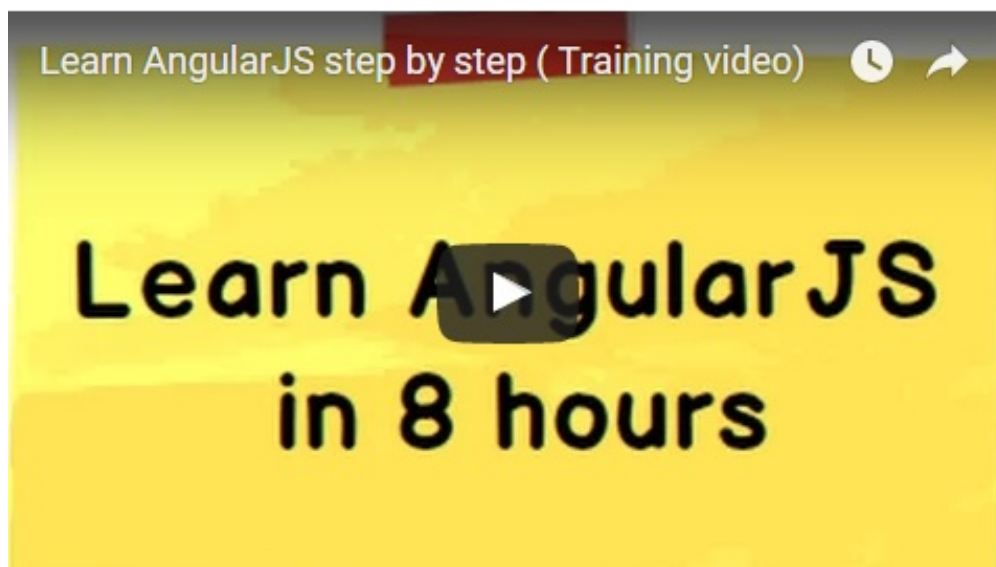 Learn AngularJS step by step ( Training video)
Learn AngularJS
in 8 hours